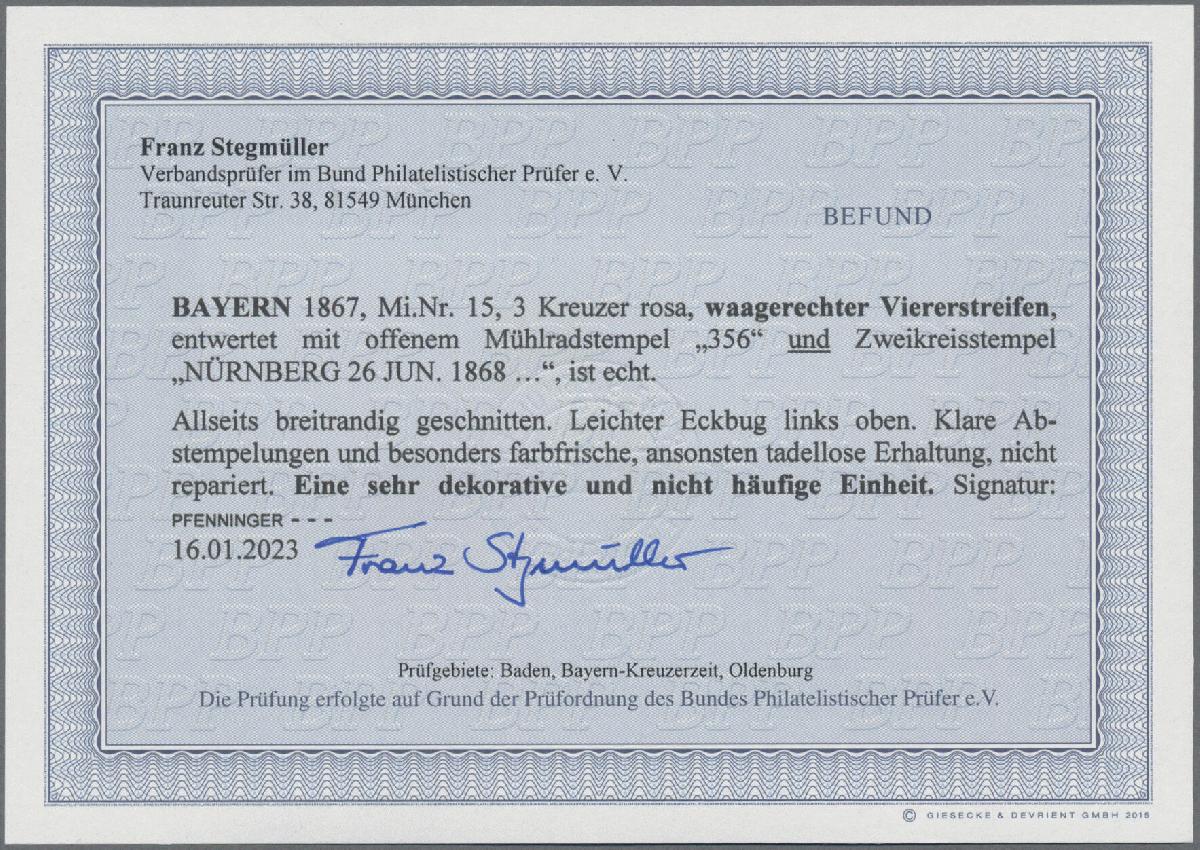 Franz Stegmüller
Verbandsprüfer im Bund Philatelistischer Prüfer e. V.
Traunreuter Str. 38, 81549 München
BEFUND
BAYERN 1867, Mi.Nr. 15, 3 Kreuzer rosa, waagerechter Viererstreifen,
entwertet mit offenem Mühlradstempel „356“ und Zweikreisstempel
„NÜRNBERG 26 JUN. 1868 ...“, ist echt.
Allseits breitrandig geschnitten. Leichter Eckbug links oben. Klare Ab-
stempelungen und besonders farbfrische, ansonsten tadellose Erhaltung, nicht
repariert. Eine sehr dekorative und nicht häufige Einheit. Signatur:
PFENNINGER - - -
16.01.2023 Franz Stegmüller
Prüfgebiete: Baden, Bayern-Kreuzerzeit, Oldenburg
Die Prüfung erfolgte auf Grund der Prüfordnung des Bundes Philatelistischer Prüfer e.V.
© GIESECKE & DEVRIENT GMBH 2016